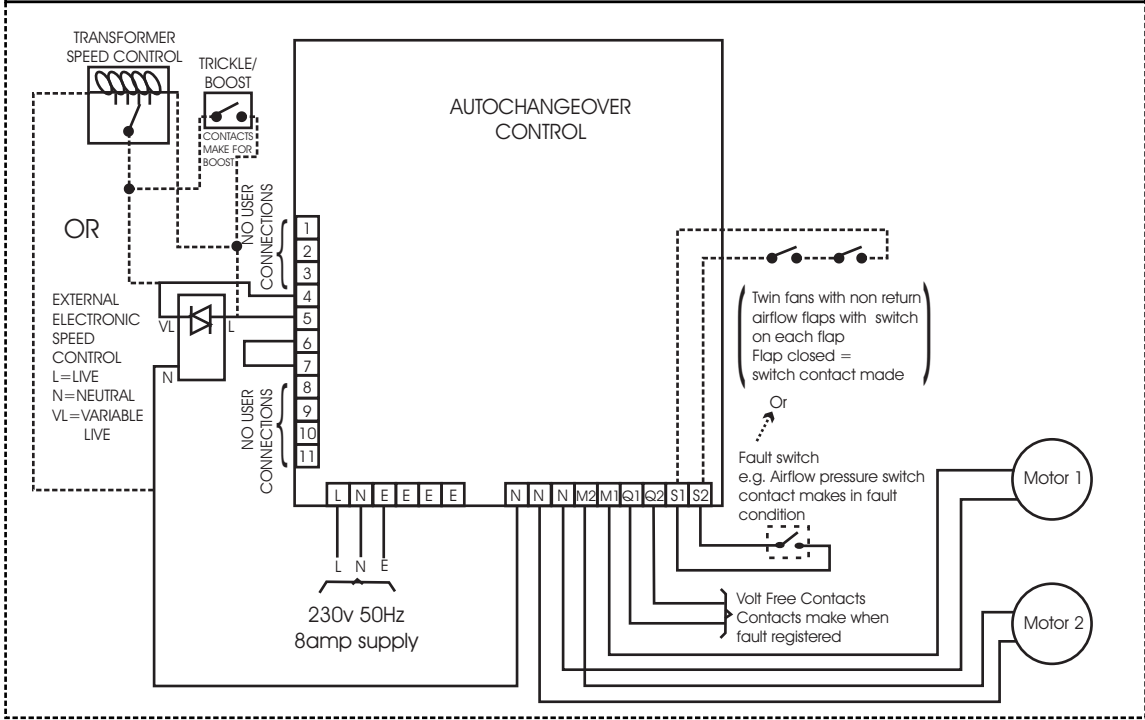 TRANSFORMER
SPEED CONTROL
TRICKLE/
BOOST
CONTACTS
MAKE FOR
BOOST
AUTOCHANGEOVER
CONTROL
OR
NO USER
CONNECTIONS
1
2
3
4
5
6
7
8
9
10
11
NO USER
CONNECTIONS
EXTERNAL
ELECTRONIC
SPEED
CONTROL
L=LIVE
N=NEUTRAL
VL=VARIABLE
LIVE
VL
L
N
Twin fans with non return
airflow flaps with switch
on each flap
Flap closed =
switch contact made
Or
Fault switch
e.g. Airflow pressure switch
contact makes in fault
condition
L N E E E E
N N N M2 M1 Q1 Q2 S1 S2
L N E
230v 50Hz
8amp supply
Volt Free Contacts
Contacts make when
fault registered
Motor 1
Motor 2